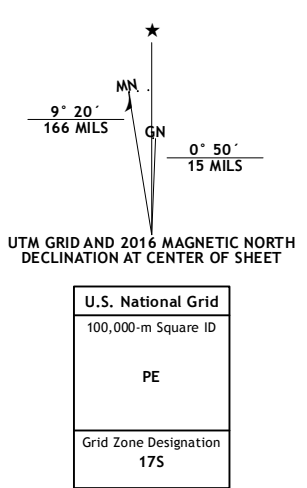 ★
MN
9° 20´
166 MILS
GN
0° 50´
15 MILS
UTM GRID AND 2016 MAGNETIC NORTH
DECLINATION AT CENTER OF SHEET
U.S. National Grid
100,000-m Square ID
PE
Grid Zone Designation
17S